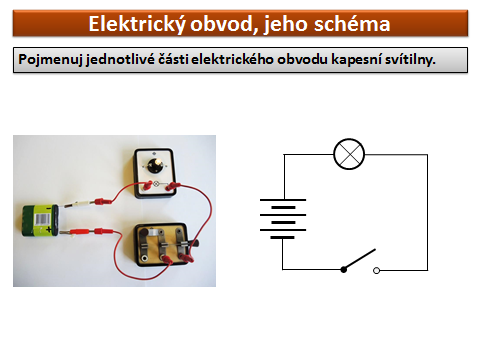 Elektrický obvod, jeho schéma
Pojmenuj jednotlivé části elektrického obvodu kapesní svítilny.